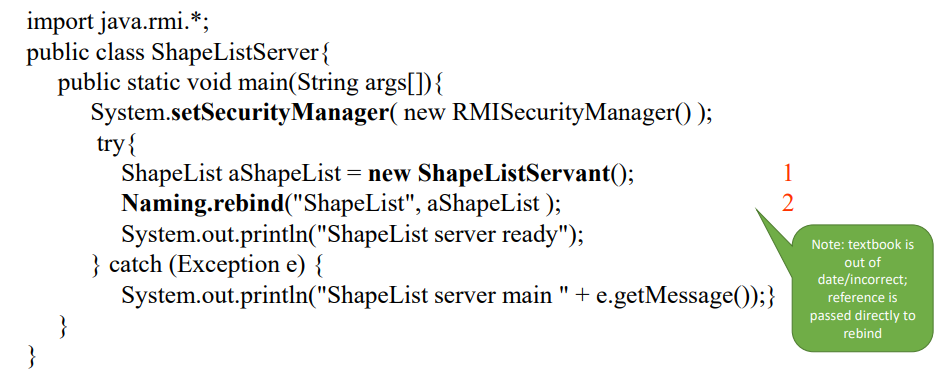 import java.rmi.*;
public class ShapeListServer{
public static void main(String args[]){
System.setSecurityManager( new RMISecurityManager() );
try{
ShapeList aShapeList = new ShapeListServant(); 1
Naming.rebind("ShapeList", aShapeList ); 2
System.out.println("ShapeList server ready");
} catch (Exception e) {
System.out.println("ShapeList server main " + e.getMessage());}
}
}
Note: textbook is
out of
date/incorrect;
reference is
passed directly to
rebind